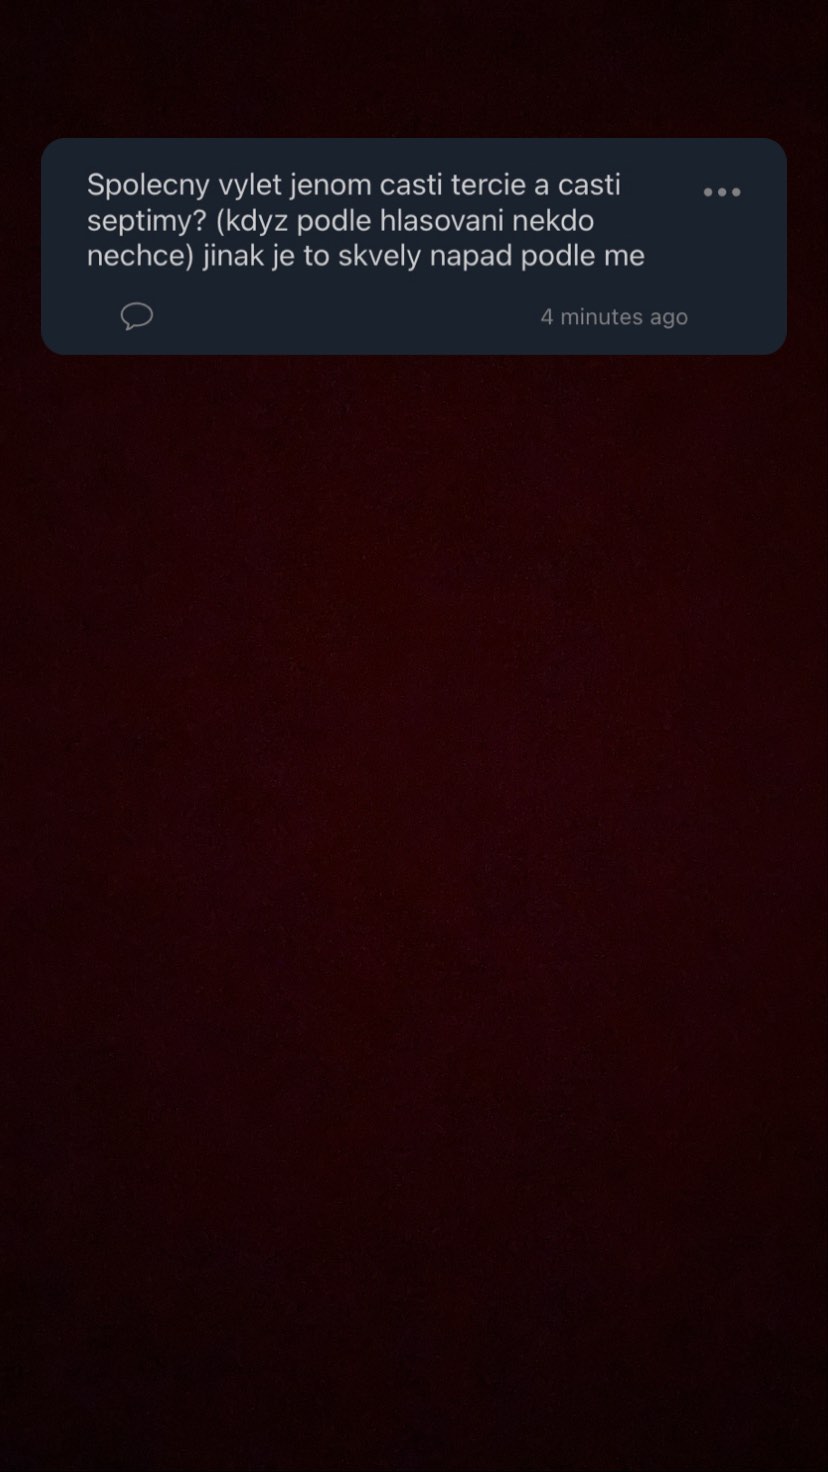 Spolecny vylet jenom casti tercie a casti
septimy? (kdyz podle hlasovani nekdo
nechce) jinak je to skvely napad podle me
4 minutes ago